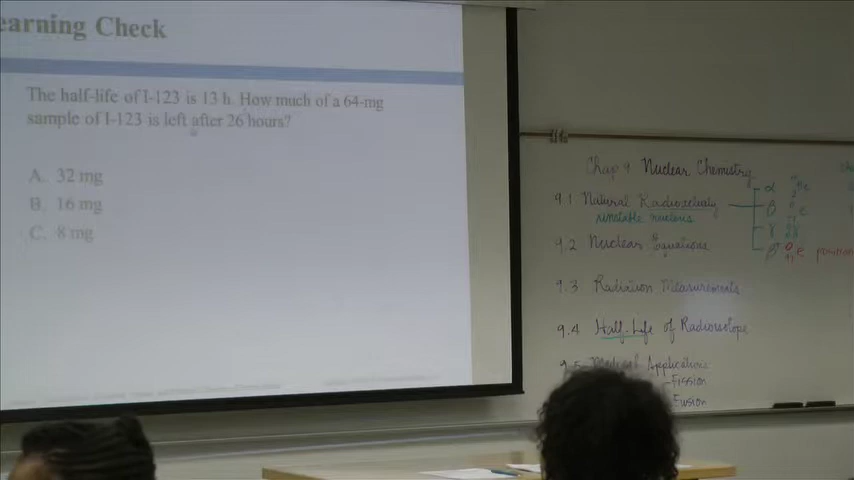 earning Check
The half-life of I-123 is 13 h. How much of a 64-mg
sample of I-123 is left after 26 hours?
A. 32 mg
B. 16 mg
C. 8 mg
Chap 9 Nuclear Chemistry
9.1 Natural Radioactivity
unstable nucleus
α
β
γ
β+
9.2 Nuclear Equations
9.3 Radiation Measurements
9.4 Half-Life of Radioisotope
9.5 Medical Applications
Fission
Fusion